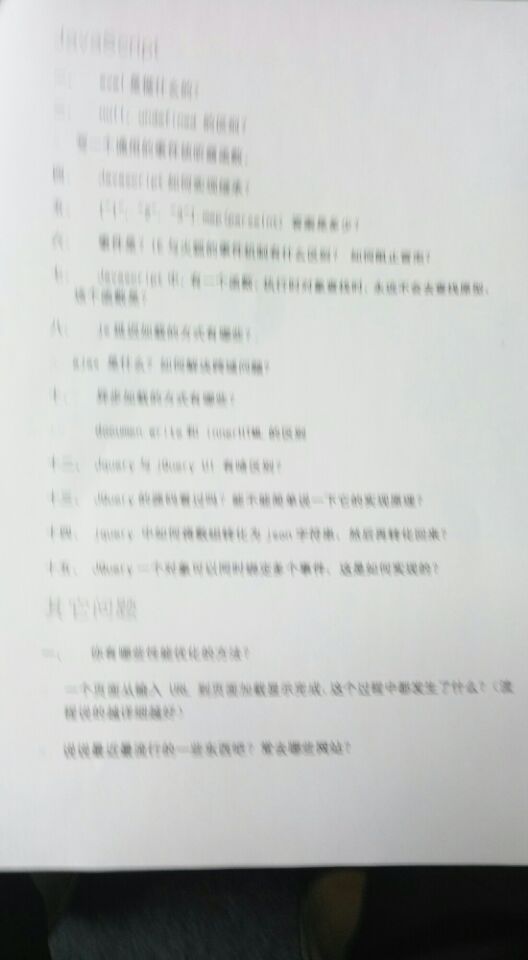 JavaScript
二、 eval 是做什么的?
三、 null, undefined 的区别?
写一个通用的事件侦听器函数。
四、 Javascript 如何实现继承?
五、 ["1", "2", "3"].map(parseInt) 答案是多少?
六、 事件是? IE 与火狐的事件机制有什么区别? 如何阻止冒泡?
七、 Javascript 中, 有一个函数, 执行时对象查找时, 永远不会去查找原型,
这个函数是?
八、 js 延迟加载的方式有哪些?
ajax 是什么? 如何解决跨域问题?
十、 异步加载的方式有哪些?
document.write 和 innerHTML 的区别
十二、 Jquery 与 jQuery UI 有啥区别?
十三、 JQuery 的源码看过吗? 能不能简单说一下它的实现原理?
十四、 jquery 中如何将数组转化为 json 字符串, 然后再转化回来?
十五、 JQuery 一个对象可以同时绑定多个事件, 这是如何实现的?
其它问题
一、 你有哪些性能优化的方法?
一个页面从输入 URL 到页面加载显示完成, 这个过程中都发生了什么? (流
程说的越详细越好)
说说最近最流行的一些东西吧? 常去哪些网站?